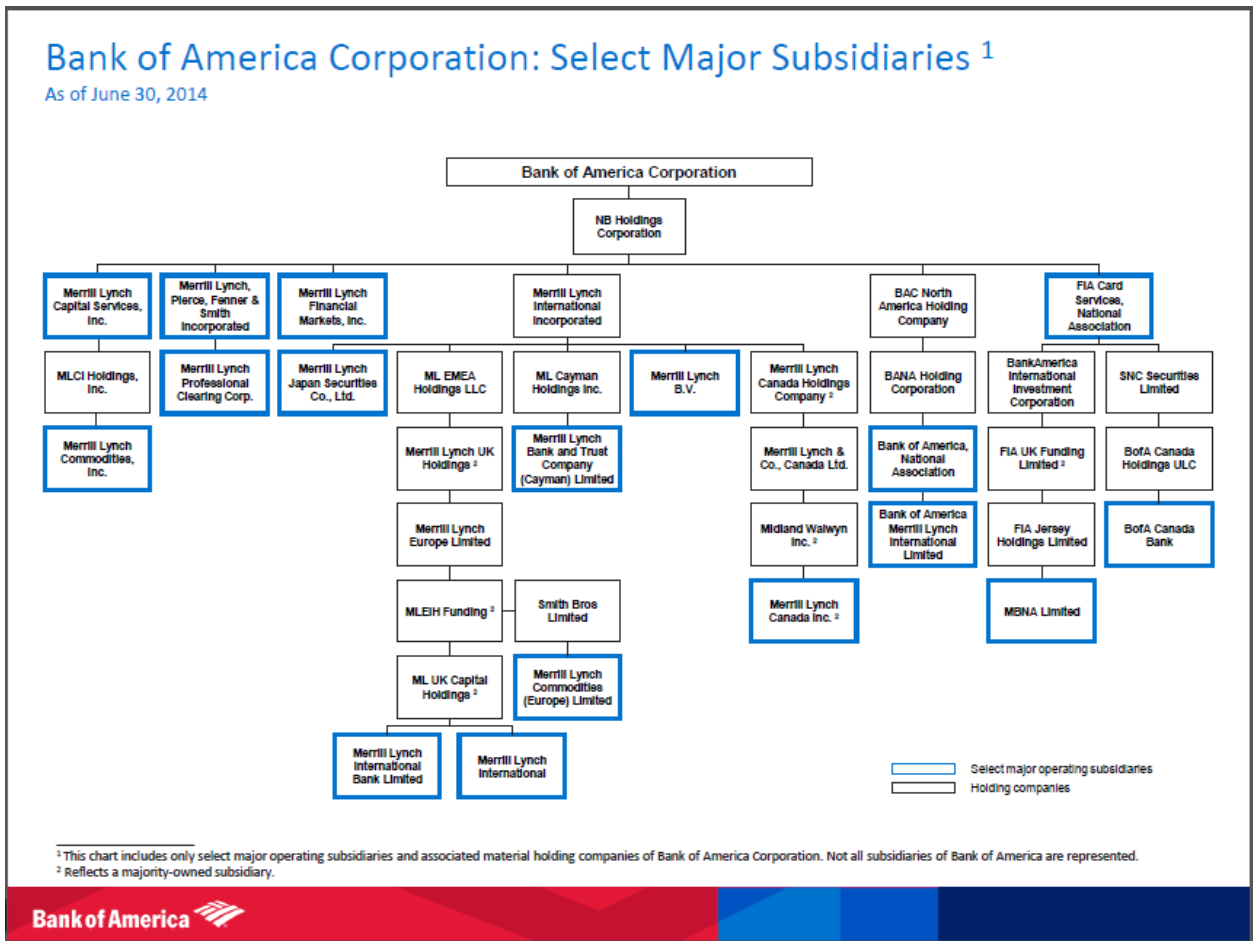 Bank of America Corporation: Select Major Subsidiaries ¹
As of June 30, 2014
Bank of America Corporation
NB Holdings
Corporation
Merrill Lynch
Capital Services,
Inc.
Merrill Lynch,
Pierce, Fenner &
Smith
Incorporated
Merrill Lynch
Financial
Markets, Inc.
Merrill Lynch
International
Incorporated
BAC North
America Holding
Company
FIA Card
Services,
National
Association
MLCI Holdings,
Inc.
Merrill Lynch
Professional
Clearing Corp.
Merrill Lynch
Japan Securities
Co., Ltd.
ML EMEA
Holdings LLC
ML Cayman
Holdings Inc.
Merrill Lynch
B.V.
Merrill Lynch
Canada Holdings
Company ²
BANA Holding
Corporation
BankAmerica
International
Investment
Corporation
SNC Securities
Limited
Merrill Lynch
Commodities,
Inc.
Merrill Lynch UK
Holdings ²
Merrill Lynch
Bank and Trust
Company
(Cayman) Limited
Merrill Lynch &
Co., Canada Ltd.
Bank of America,
National
Association
FIA UK Funding
Limited ²
BofA Canada
Holdings ULC
Merrill Lynch
Europe Limited
Midland Walwyn
Inc. ²
Bank of America
Merrill Lynch
International
Limited
FIA Jersey
Holdings Limited
BofA Canada
Bank
MLEIH Funding ²
Smith Bros
Limited
Merrill Lynch
Canada Inc. ²
MBNA Limited
ML UK Capital
Holdings ²
Merrill Lynch
Commodities
(Europe) Limited
Merrill Lynch
International
Bank Limited
Merrill Lynch
International
Select major operating subsidiaries
Holding companies
¹ This chart includes only select major operating subsidiaries and associated material holding companies of Bank of America Corporation. Not all subsidiaries of Bank of America are represented.
² Reflects a majority-owned subsidiary.
Bank of America